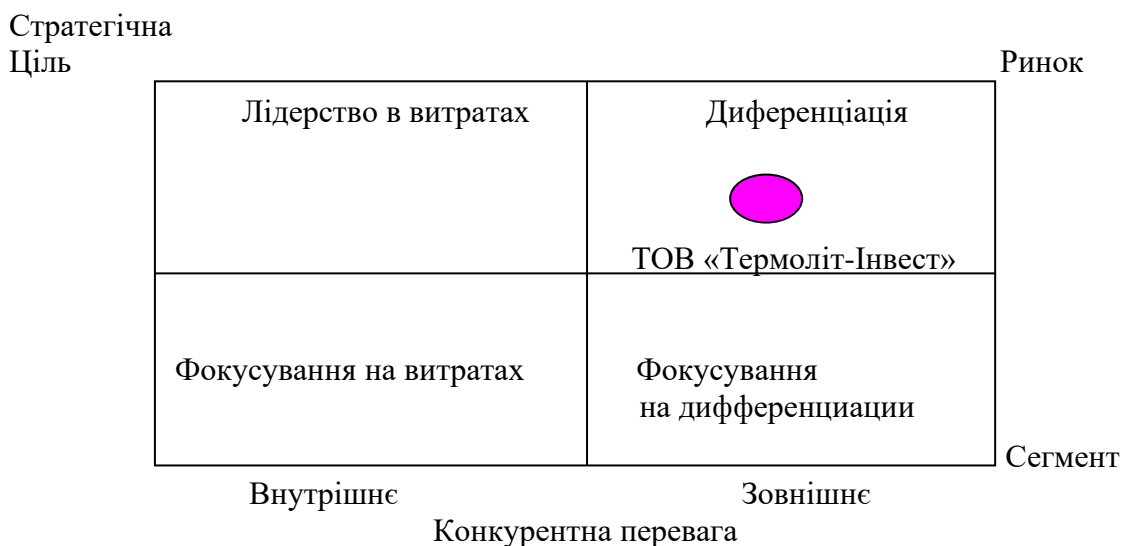 Стратегічна
Ціль
Ринок
Лідерство в витратах
Диференціація
ТОВ «Термоліт-Інвест»
Фокусування на витратах
Фокусування
на дифференциации
Сегмент
Внутрішнє
Зовнішнє
Конкурентна перевага